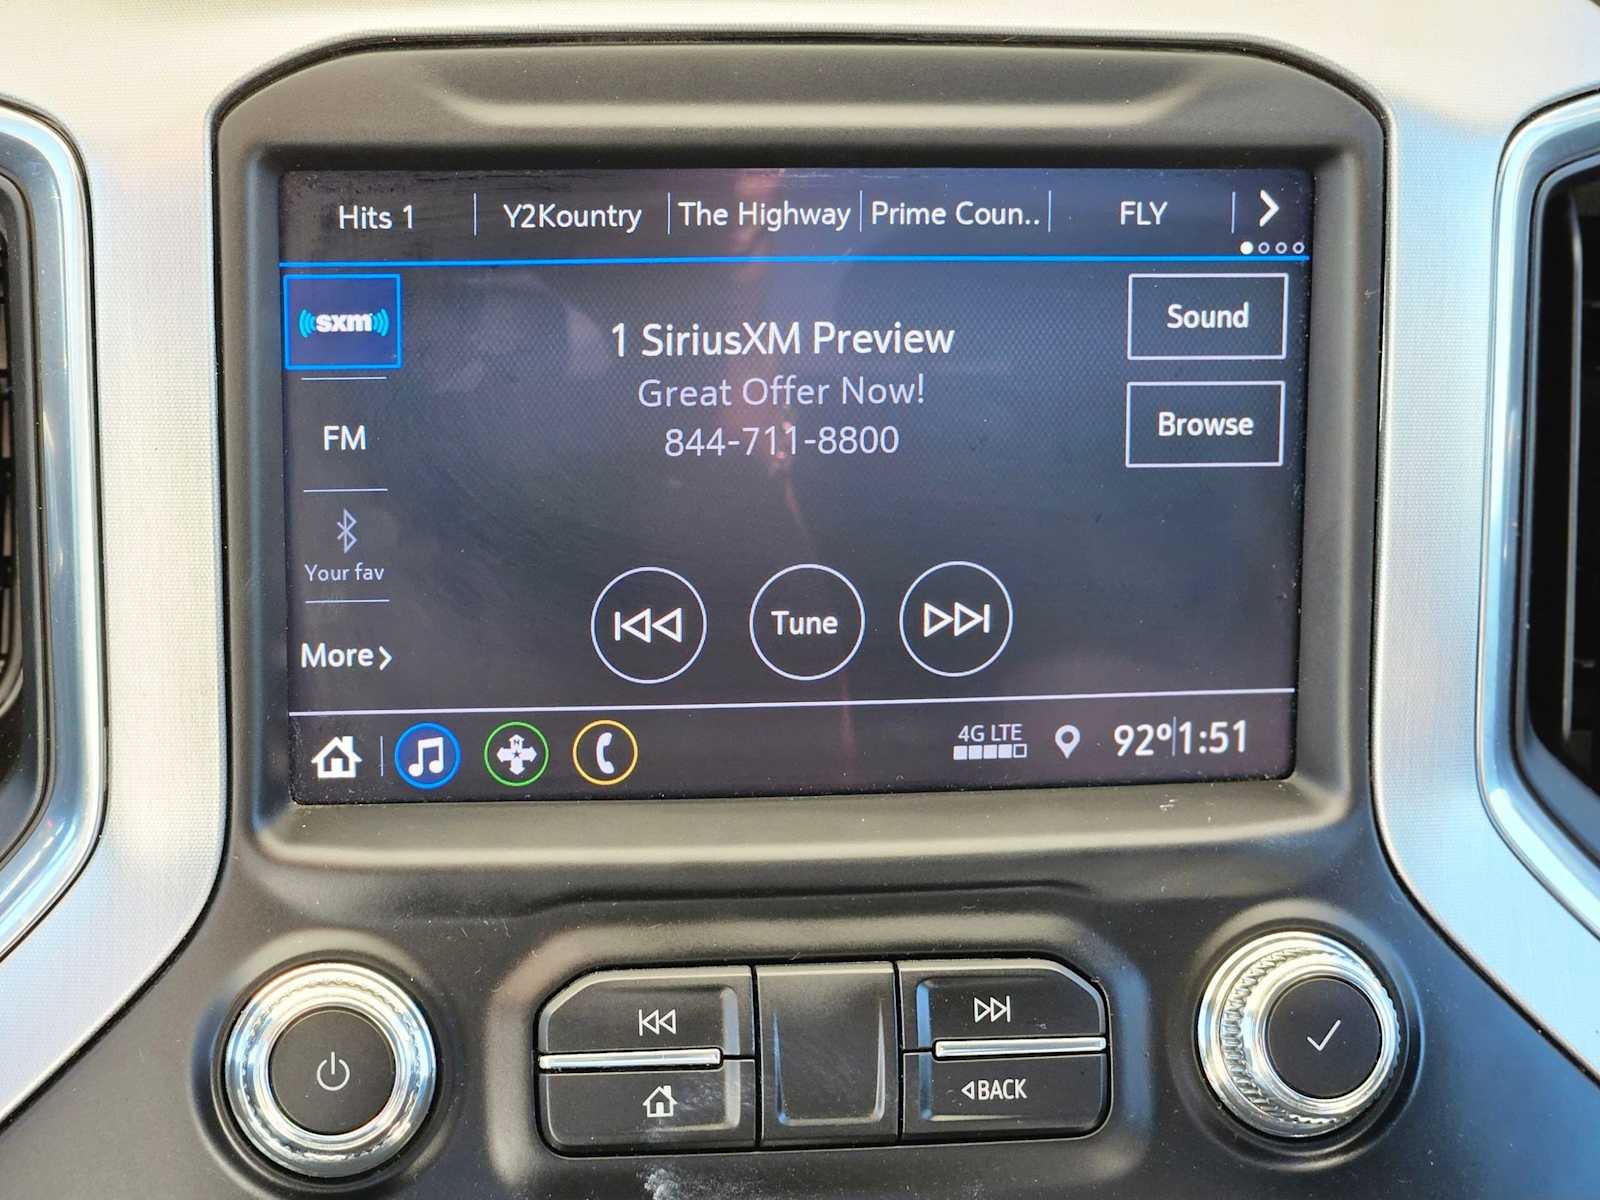 Hits 1
Y2Kountry
The Highway
Prime Coun..
FLY
sxm
1 SiriusXM Preview
Great Offer Now!
844-711-8800
Sound
Browse
FM
Your fav
More
Tune
N
4G LTE
92° 1:51
BACK